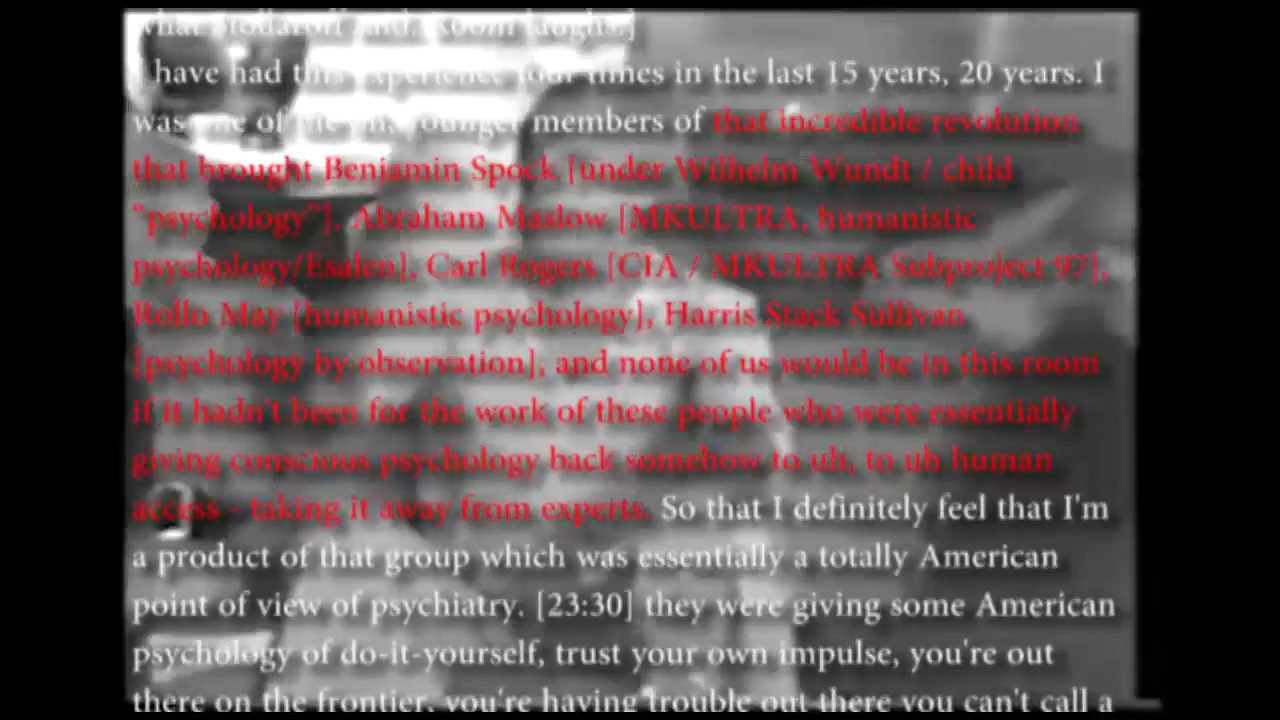 what Stollaroff said. Room laughs.]
I have had this experience four times in the last 15 years, 20 years. I
was one of the younger members of that incredible revolution
that brought Benjamin Spock [under Wilhelm Wundt / child
"psychology"], Abraham Maslow [MKULTRA, humanistic
psychology/Esalen], Carl Rogers [CIA / MKULTRA Subproject 97],
Rollo May [humanistic psychology], Harris Stack Sullivan
[psychology by observation], and none of us would be in this room
if it hadn't been for the work of these people who were essentially
giving conscious psychology back somehow to uh, to uh human
access - taking it away from experts. So that I definitely feel that I'm
a product of that group which was essentially a totally American
point of view of psychiatry. [23:30] they were giving some American
psychology of do-it-yourself, trust your own impulse, you're out
there on the frontier, you're having trouble out there you can't call a